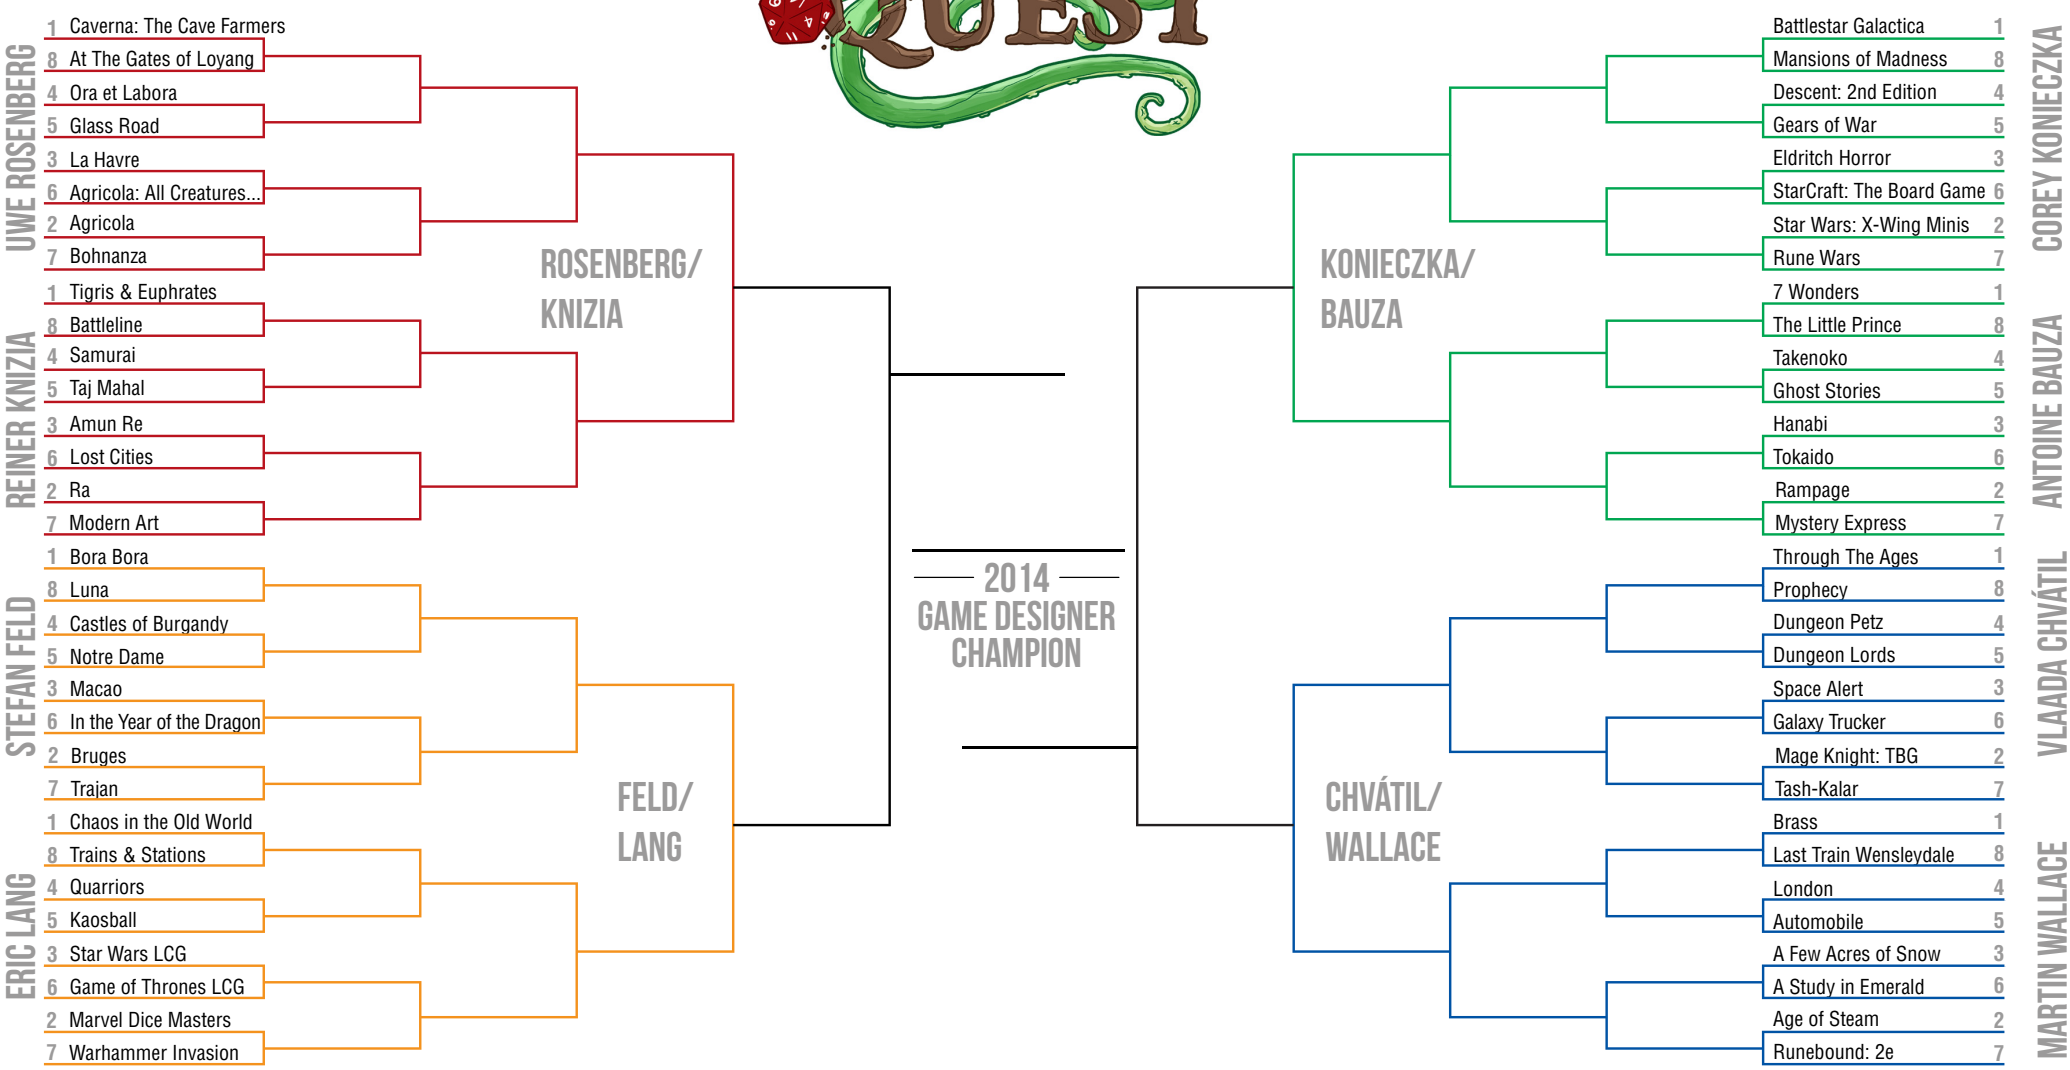 QUEST
UWE ROSENBERG
1 Caverna: The Cave Farmers
8 At The Gates of Loyang
4 Ora et Labora
5 Glass Road
3 La Havre
6 Agricola: All Creatures...
2 Agricola
7 Bohnanza
REINER KNIZIA
1 Tigris & Euphrates
8 Battleline
4 Samurai
5 Taj Mahal
3 Amun Re
6 Lost Cities
2 Ra
7 Modern Art
STEFAN FELD
1 Bora Bora
8 Luna
4 Castles of Burgandy
5 Notre Dame
3 Macao
6 In the Year of the Dragon
2 Bruges
7 Trajan
ERIC LANG
1 Chaos in the Old World
8 Trains & Stations
4 Quarriors
5 Kaosball
3 Star Wars LCG
6 Game of Thrones LCG
2 Marvel Dice Masters
7 Warhammer Invasion
ROSENBERG/
KNIZIA
FELD/
LANG
2014
GAME DESIGNER
CHAMPION
KONIECZKA/
BAUZA
CHVÁTIL/
WALLACE
COREY KONIECZKA
Battlestar Galactica 1
Mansions of Madness 8
Descent: 2nd Edition 4
Gears of War 5
Eldritch Horror 3
StarCraft: The Board Game 6
Star Wars: X-Wing Minis 2
Rune Wars 7
ANTOINE BAUZA
7 Wonders 1
The Little Prince 8
Takenoko 4
Ghost Stories 5
Hanabi 3
Tokaido 6
Rampage 2
Mystery Express 7
VLAADA CHVÁTIL
Through The Ages 1
Prophecy 8
Dungeon Petz 4
Dungeon Lords 5
Space Alert 3
Galaxy Trucker 6
Mage Knight: TBG 2
Tash-Kalar 7
MARTIN WALLACE
Brass 1
Last Train Wensleydale 8
London 4
Automobile 5
A Few Acres of Snow 3
A Study in Emerald 6
Age of Steam 2
Runebound: 2e 7